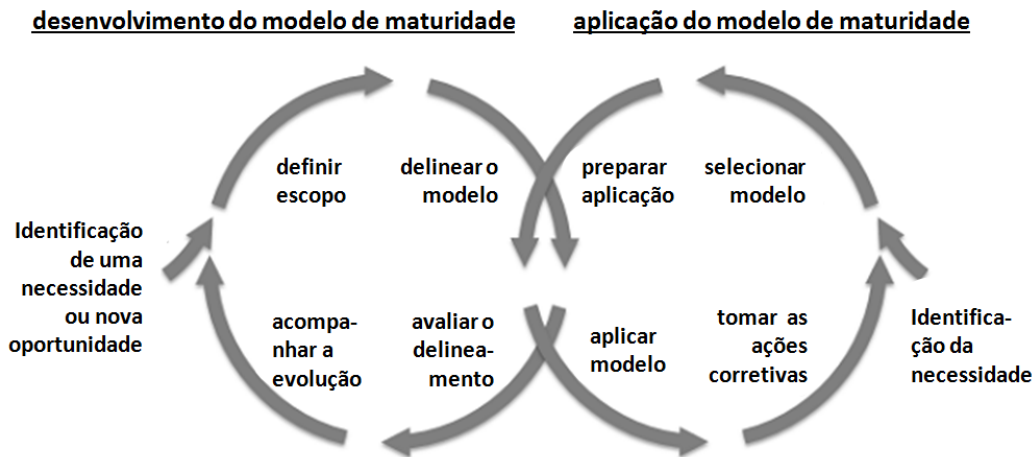 desenvolvimento do modelo de maturidade
aplicação do modelo de maturidade
definir
escopo
delinear o
modelo
preparar
aplicação
selecionar
modelo
Identificação
de uma
necessidade
ou nova
oportunidade
acompa-
nhar a
evolução
avaliar o
delinea-
mento
aplicar
modelo
tomar as
ações
corretivas
Identifica-
ção da
necessidade